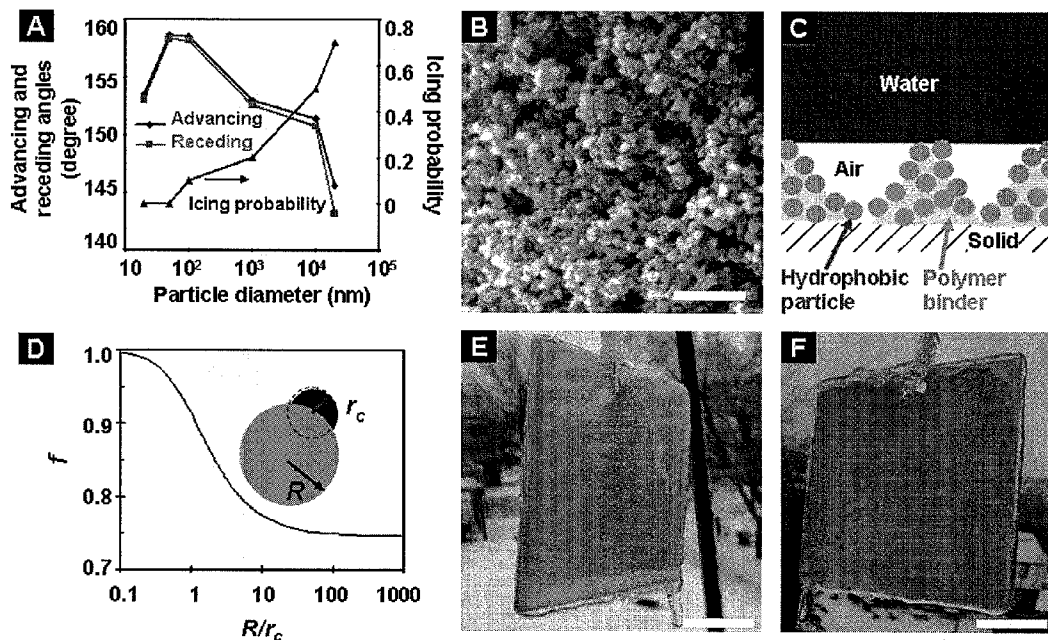 A
Advancing and
receding angles
(degree)
160
155
150
145
140
Advancing
Receding
Icing probability
0.8
0.6
0.4
0.2
0
Icing probability
10 10² 10³ 10⁴ 10⁵
Particle diameter (nm)
B
C
Water
Air
Solid
Hydrophobic
particle
Polymer
binder
D
f
1.0
0.9
0.8
0.7
r_c
R
0.1 1 10 100 1000
R/r_c
E
F